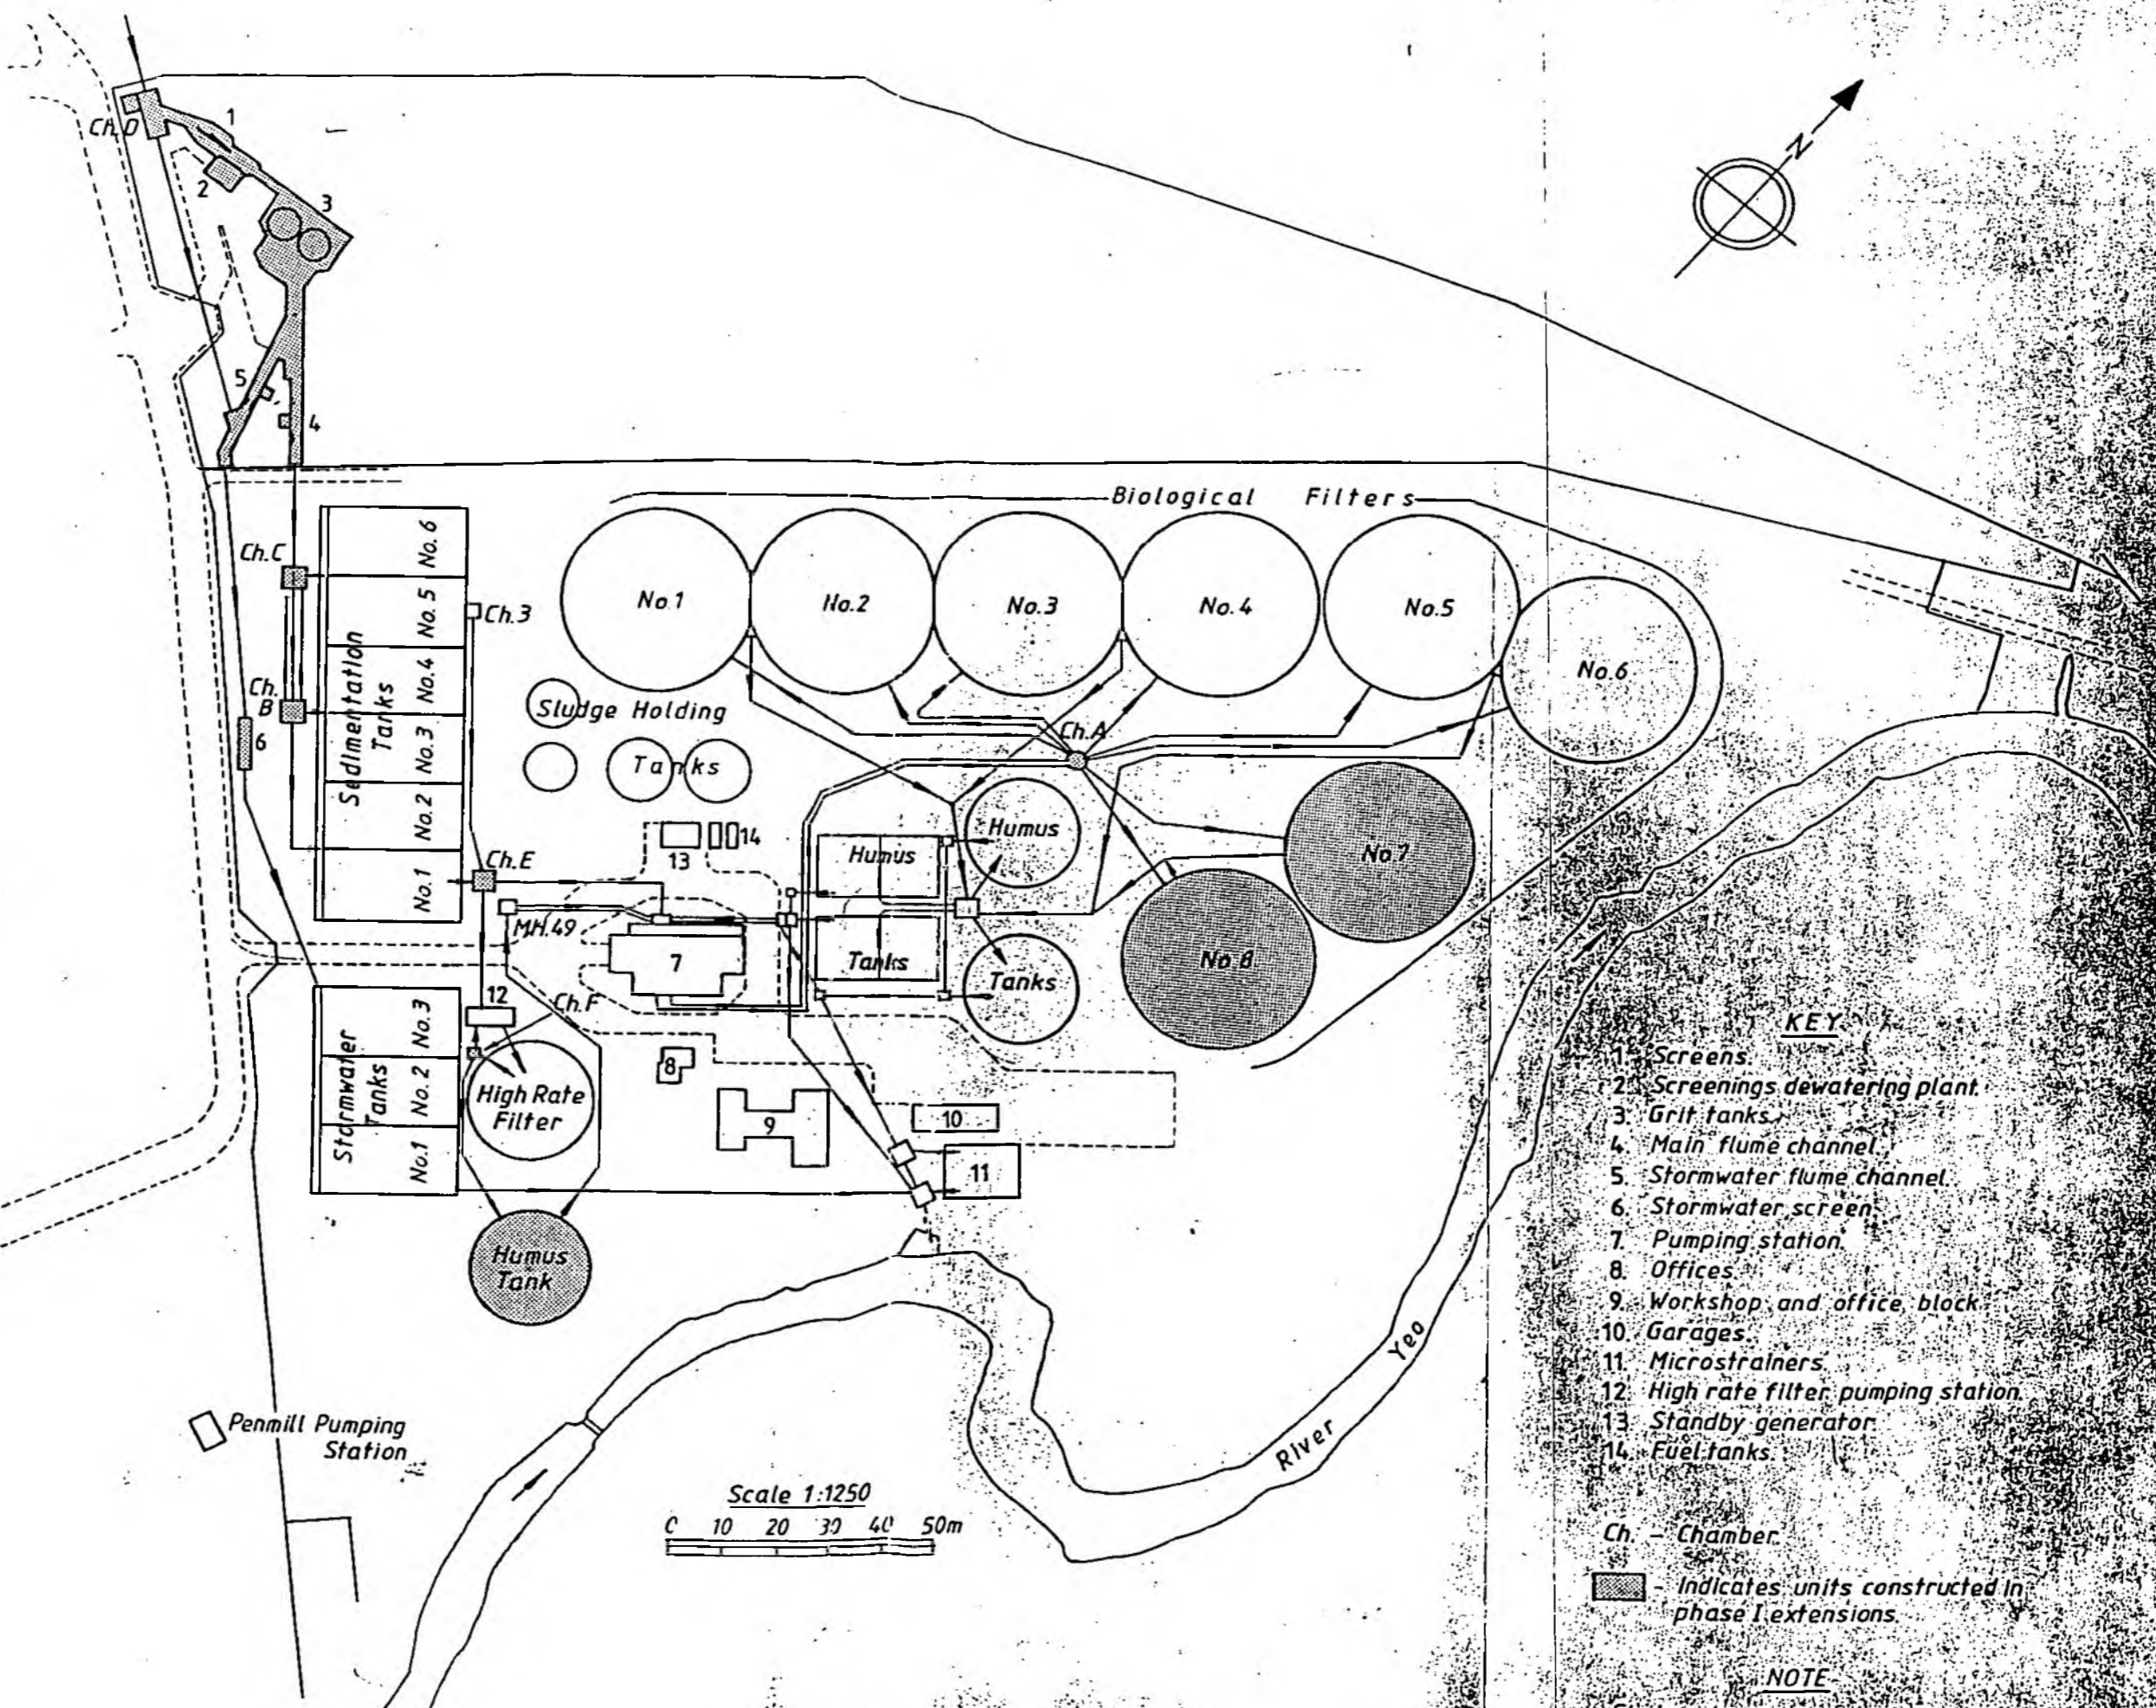 N
Ch.D
1
2
3
5
4
Biological Filters
Ch.C
Ch.
B
6
Sedimentation
Tanks
No.6
No.5
No.4
No.3
No.2
No.1
Ch.3
No.1
No.2
No.3
No.4
No.5
No.6
Sludge Holding
Tanks
Ch.A
13
14
Humus
Humus
No.7
Ch.E
M.H.49
7
Tanks
Tanks
No.8
12
Ch.F
Stormwater
Tanks
No.3
No.2
No.1
High Rate
Filter
8
9
10
11
Humus
Tank
Penmill Pumping
Station
River Yeo
Scale 1:1250
0 10 20 30 40 50m
KEY
1. Screens.
2. Screenings dewatering plant.
3. Grit tanks.
4. Main flume channel.
5. Stormwater flume channel.
6. Stormwater screen.
7. Pumping station.
8. Offices.
9. Workshop and office block.
10. Garages.
11. Microstrainers.
12. High rate filter pumping station.
13. Standby generator.
14. Fuel tanks.
Ch. - Chamber.
- Indicates units constructed in
phase I extensions.
NOTE